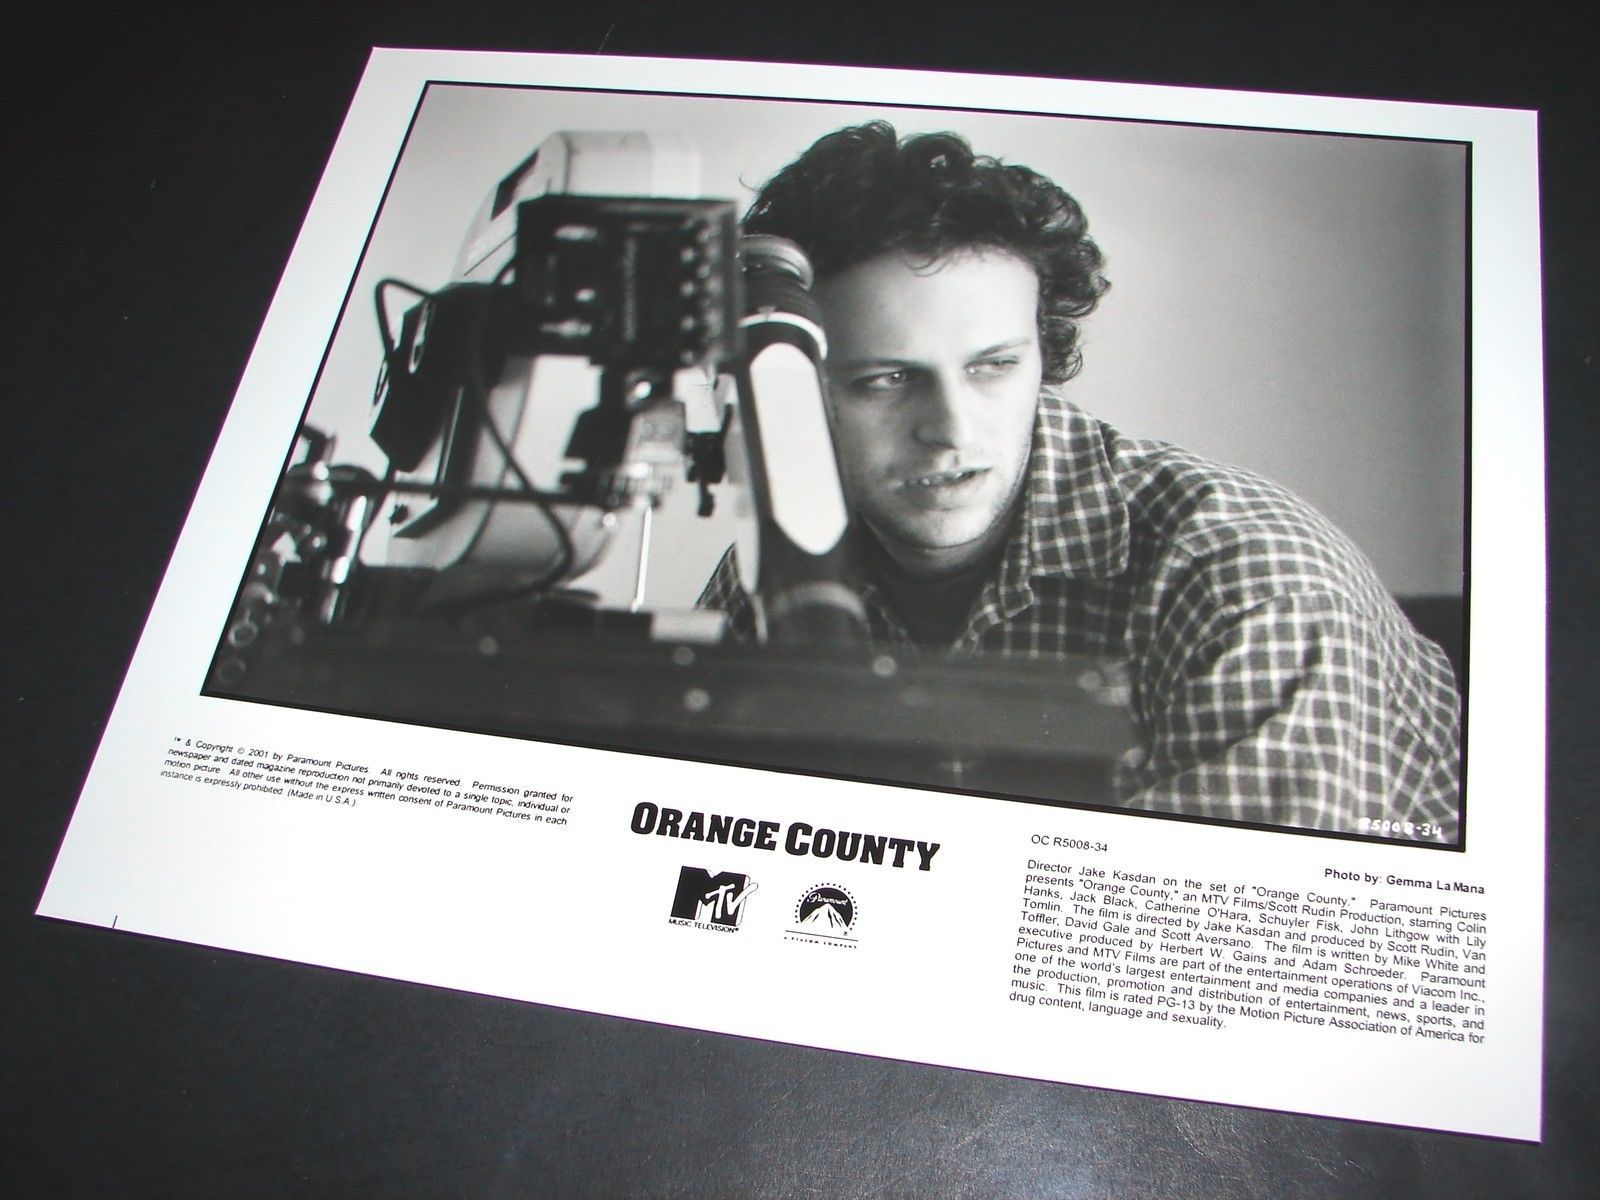 R5008-34
™ & Copyright © 2001 by Paramount Pictures. All rights reserved. Permission granted for
newspaper and dated magazine reproduction not primarily devoted to a single topic, individual or
motion picture. All other use without the express written consent of Paramount Pictures in each
instance is expressly prohibited. (Made in U.S.A.)
ORANGE COUNTY
MTV
MUSIC TELEVISION®
Paramount
A VIACOM COMPANY
OC R5008-34
Photo by: Gemma La Mana
Director Jake Kasdan on the set of "Orange County." Paramount Pictures
presents "Orange County," an MTV Films/Scott Rudin Production, starring Colin
Hanks, Jack Black, Catherine O'Hara, Schuyler Fisk, John Lithgow with Lily
Tomlin. The film is directed by Jake Kasdan and produced by Scott Rudin, Van
Toffler, David Gale and Scott Aversano. The film is written by Mike White and
executive produced by Herbert W. Gains and Adam Schroeder. Paramount
Pictures and MTV Films are part of the entertainment operations of Viacom Inc.,
one of the world's largest entertainment and media companies and a leader in
the production, promotion and distribution of entertainment, news, sports, and
music. This film is rated PG-13 by the Motion Picture Association of America for
drug content, language and sexuality.